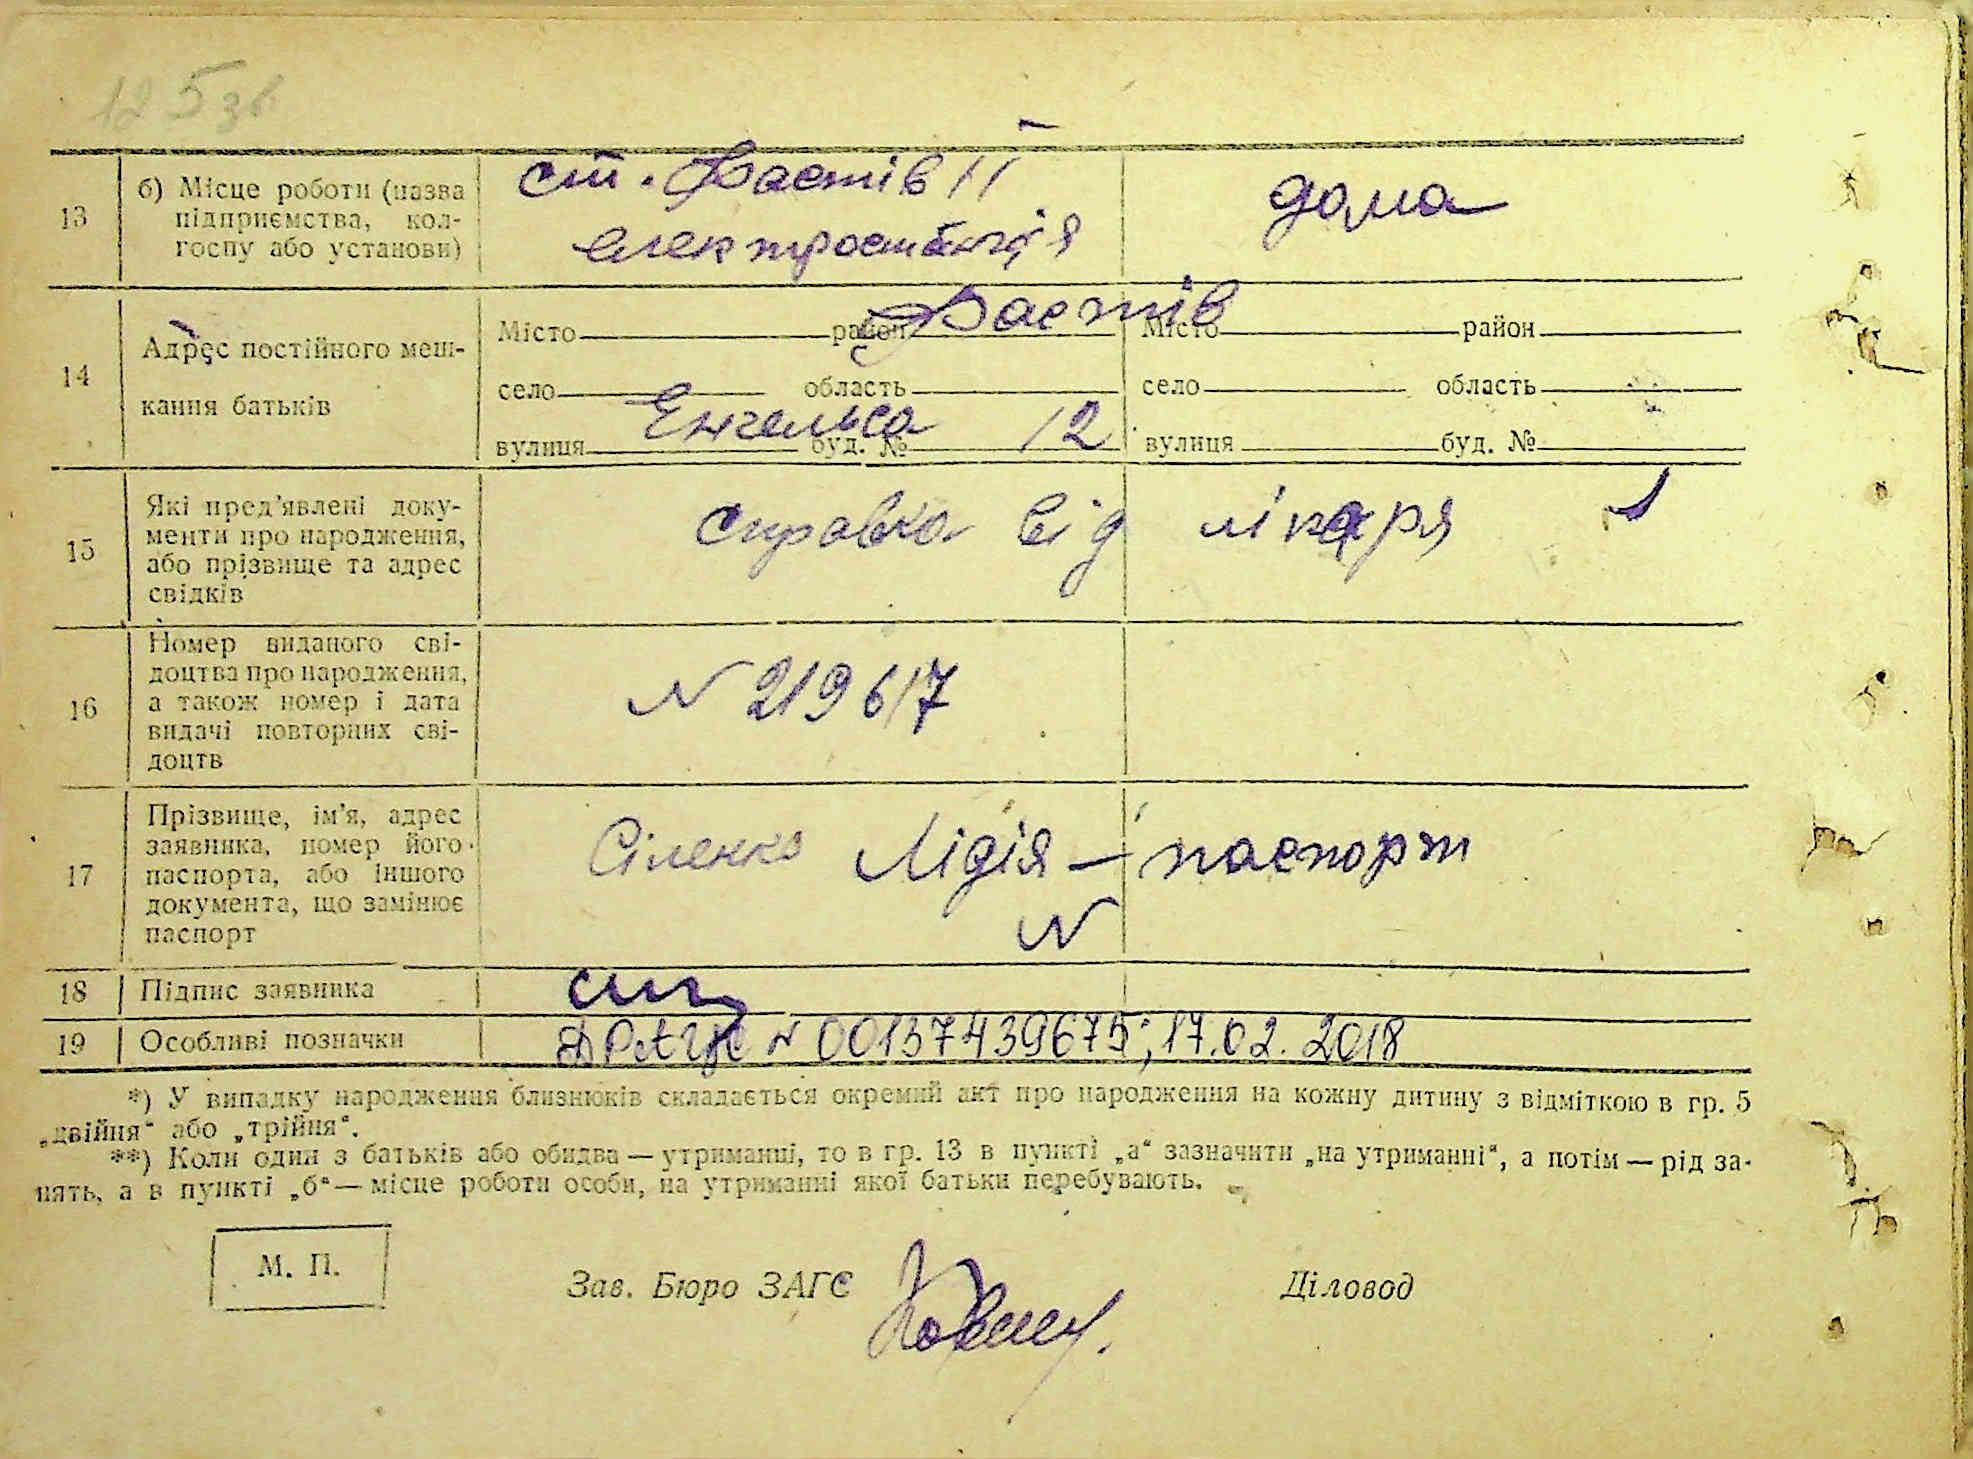 125 зв
13
б) Місце роботи (назва
підприємства, кол-
госпу або установи)
ст. Фастів II
електростанція
дома
14
Адрес постійного меш-
кання батьків
Місто район Фастів Місто район
село область село область
вулиця Енгельса буд. № 12 вулиця буд. №
15
Які пред’явлені доку-
менти про народження,
або прізвище та адрес
свідків
справка від лікаря
16
Номер виданого сві-
доцтва про народження,
а також номер і дата
видачі повторних сві-
доцтв
N 219617
17
Прізвище, ім’я, адрес
заявника, номер його
паспорта, або іншого
документа, що замінює
паспорт
Сіленко Лідія — паспорт
N
18 Підпис заявника
19 Особливі позначки
ДРАЦС N 00137439675; 17.02.2018
*) У випадку народження близнюків складається окремий акт про народження на кожну дитину з відміткою в гр. 5
„двійня“ або „трійня“.
**) Коли один з батьків або обидва — утриманці, то в гр. 13 в пункті „а“ зазначити „на утриманні“, а потім — рід за-
нять, а в пункті „б“ — місце роботи особи, на утриманні якої батьки перебувають.
М. П.
Зав. Бюро ЗАГС
Діловод